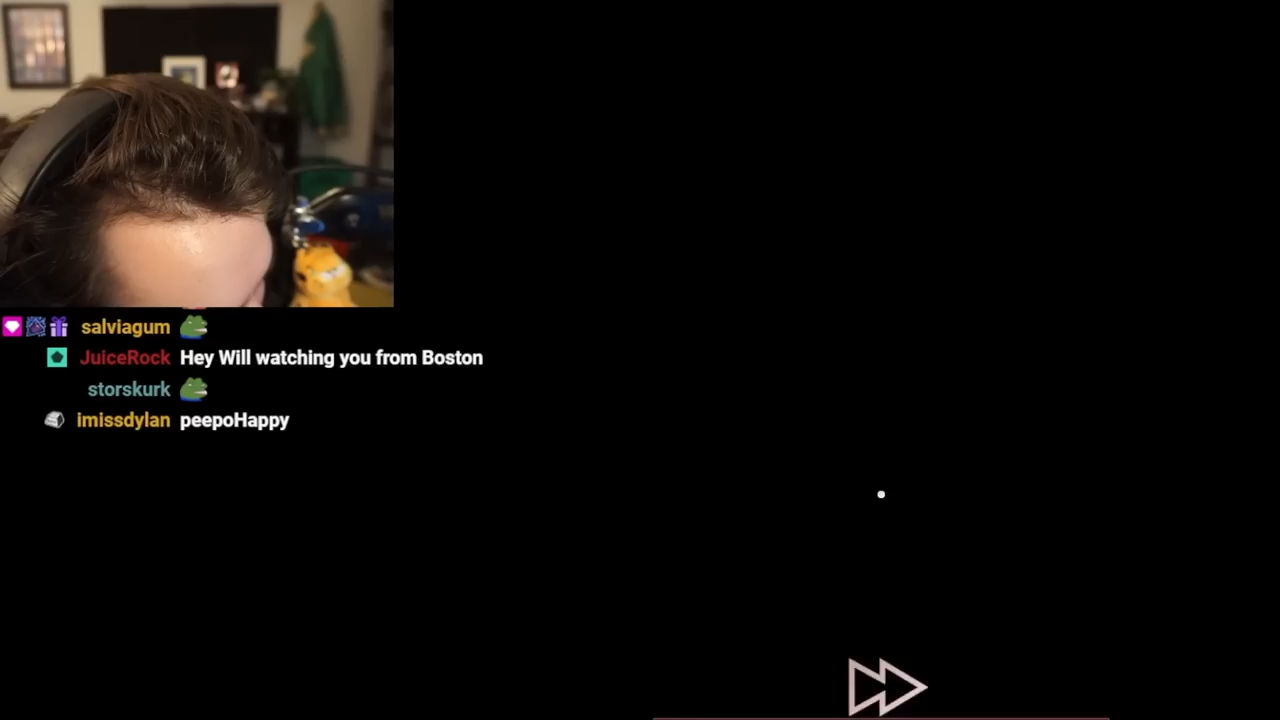 salviagum
JuiceRock Hey Will watching you from Boston
storskurk
imissdylan peepoHappy